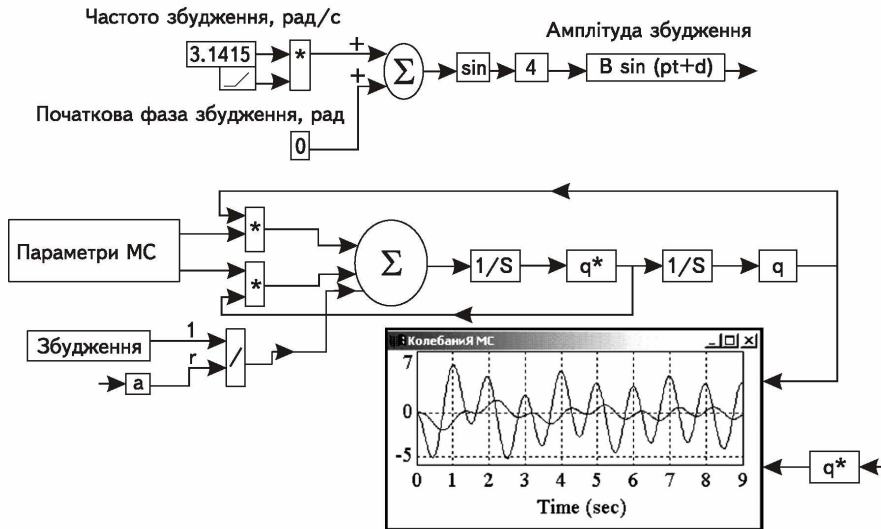 Частото збудження, рад/с
3.1415
*
+
+
Σ
sin
4
Амплітуда збудження
B sin (pt+d)
Початкова фаза збудження, рад
0
Параметри МС
*
*
Σ
1/S
q*
1/S
q
Збудження
1
r
/
a
КолебаниЯ МС
7
0
-5
0 1 2 3 4 5 6 7 8 9
Time (sec)
q*